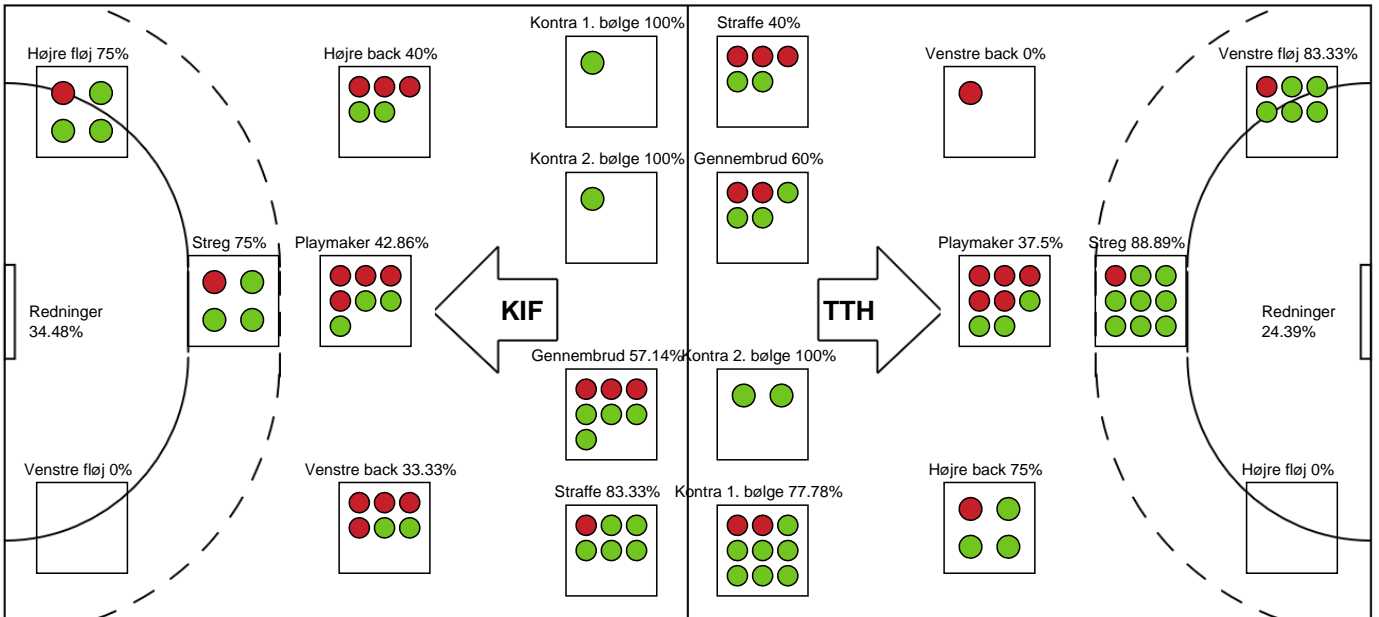 Kontra 1. bølge 100%
Straffe 40%
Højre fløj 75%
Højre back 40%
Venstre back 0%
Venstre fløj 83.33%
Kontra 2. bølge 100%
Gennembrud 60%
Streg 75%
Playmaker 42.86%
Playmaker 37.5%
Streg 88.89%
Redninger
34.48%
KIF
TTH
Redninger
24.39%
Gennembrud 57.14%
Kontra 2. bølge 100%
Venstre fløj 0%
Venstre back 33.33%
Straffe 83.33%
Kontra 1. bølge 77.78%
Højre back 75%
Højre fløj 0%